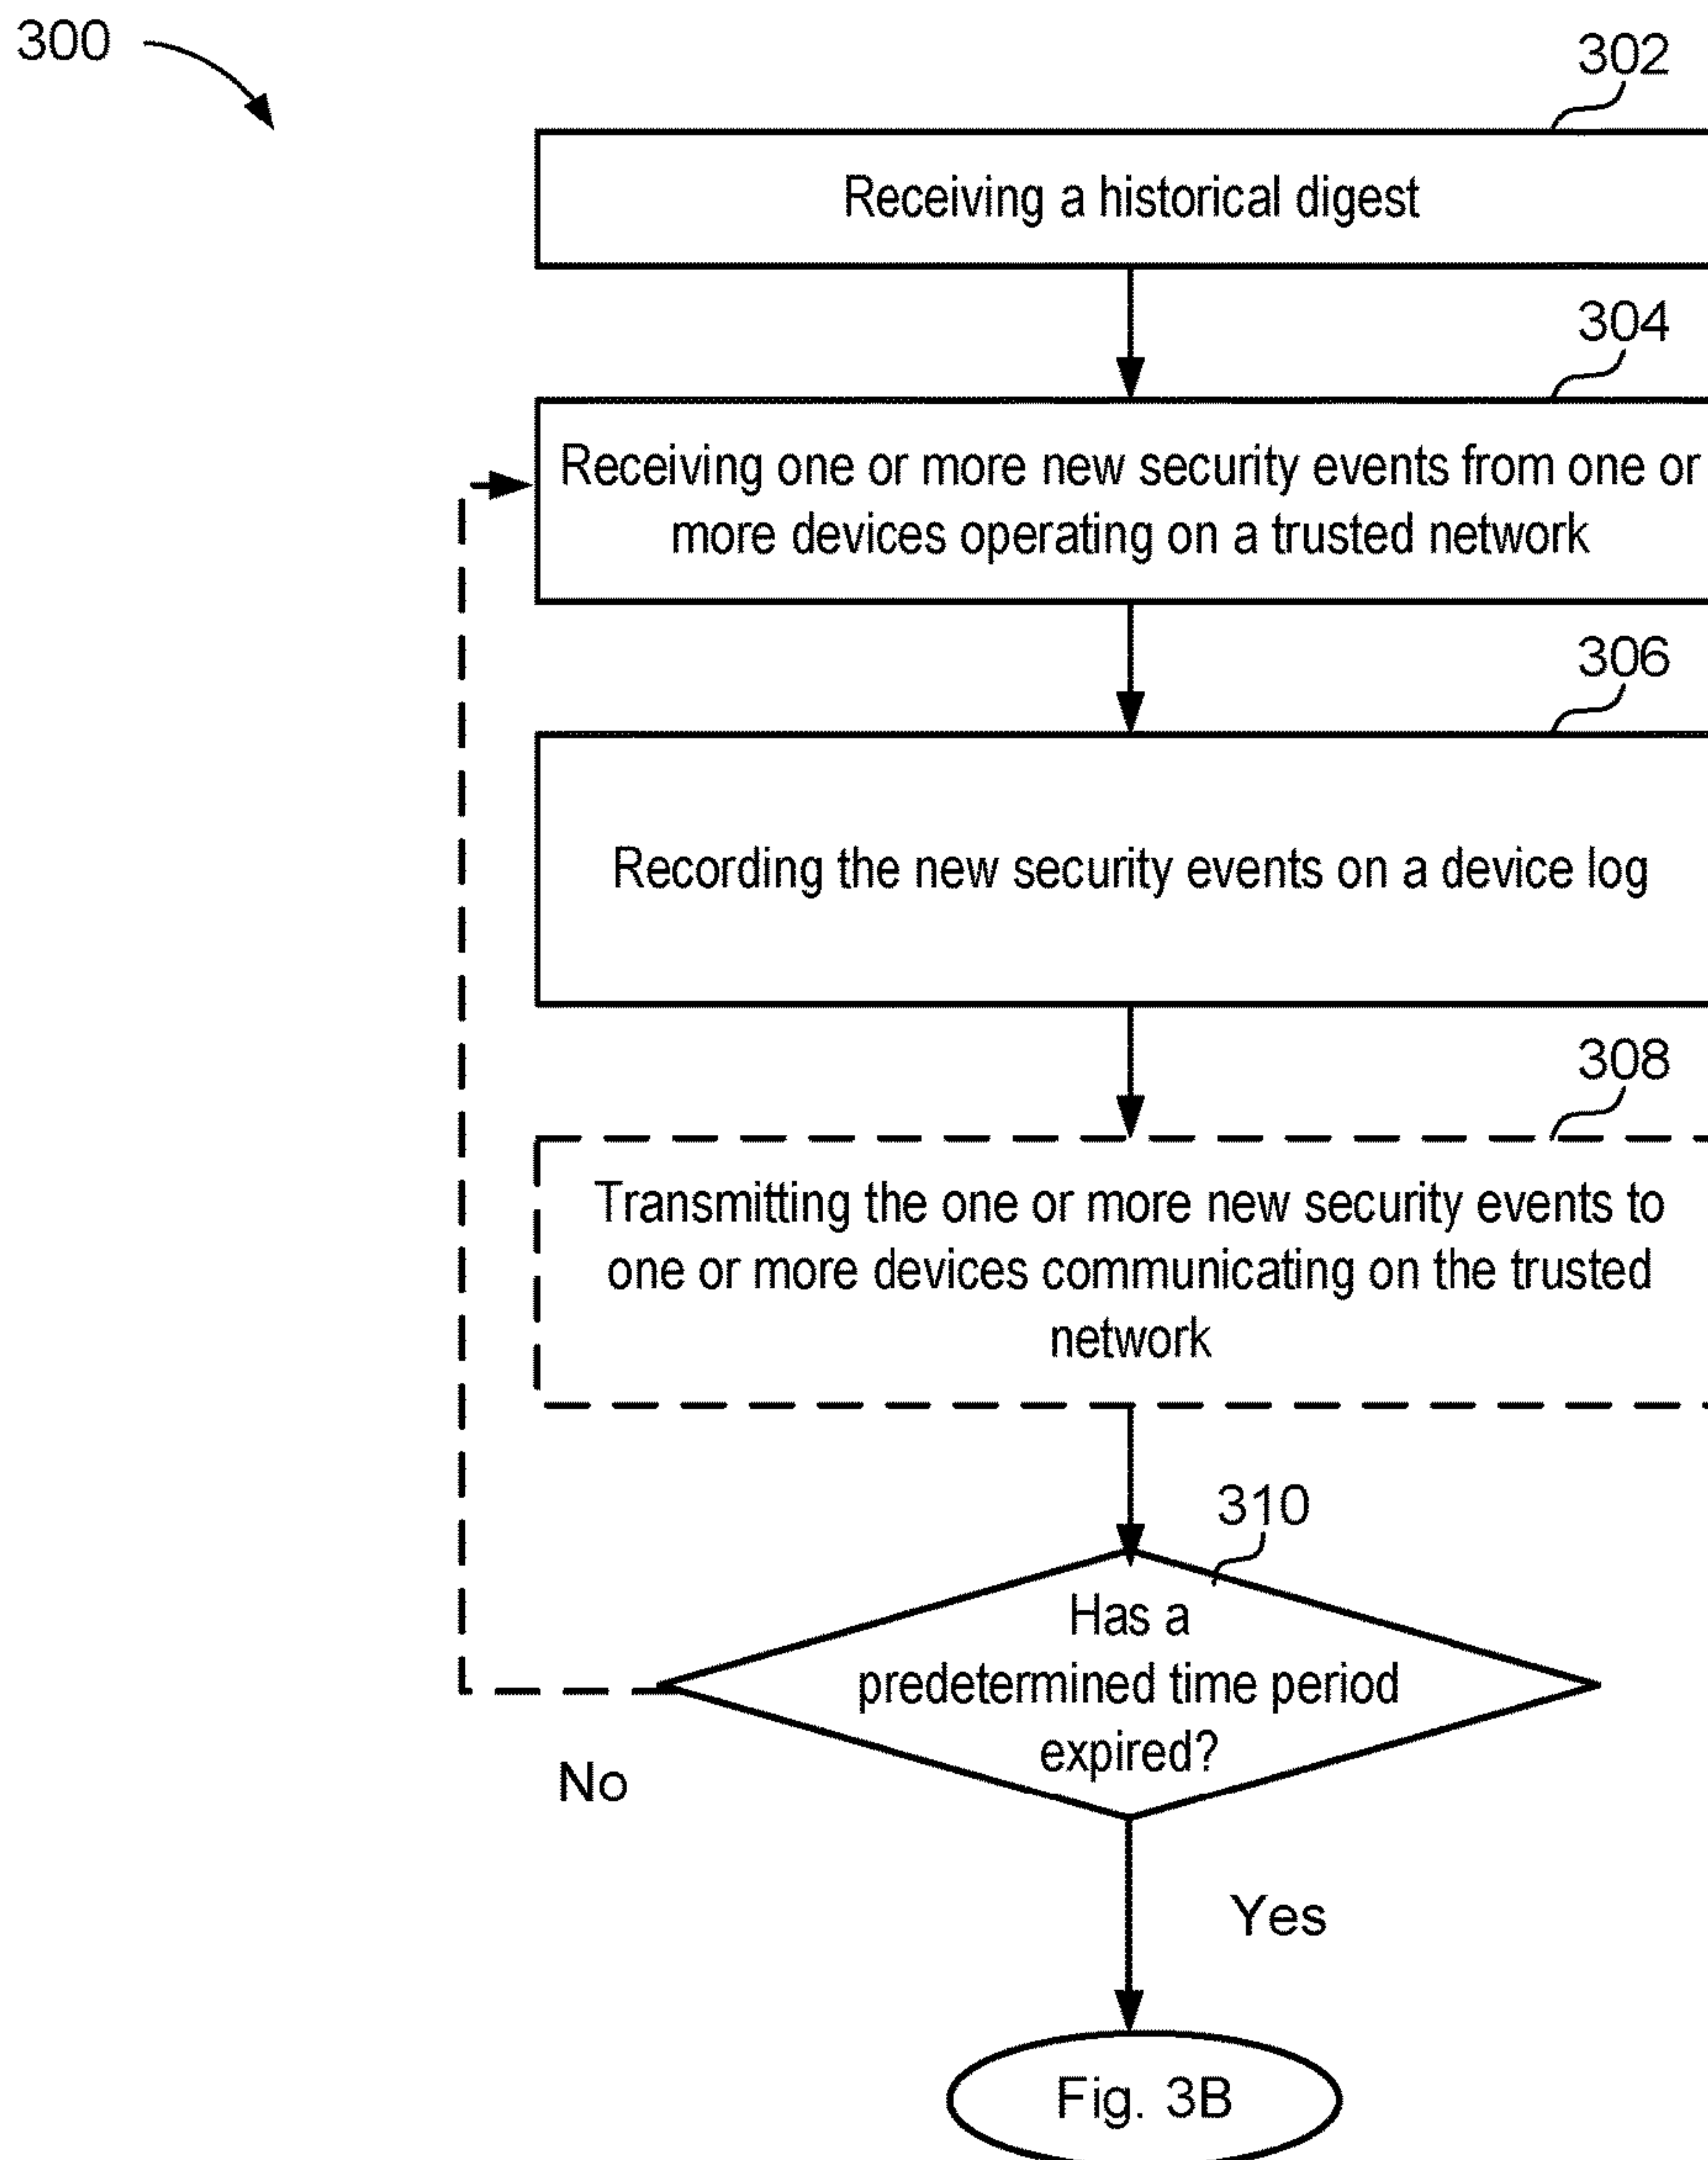 300
302
Receiving a historical digest
304
Receiving one or more new security events from one or
more devices operating on a trusted network
306
Recording the new security events on a device log
308
Transmitting the one or more new security events to
one or more devices communicating on the trusted
network
310
Has a
predetermined time period
expired?
No
Yes
Fig. 3B